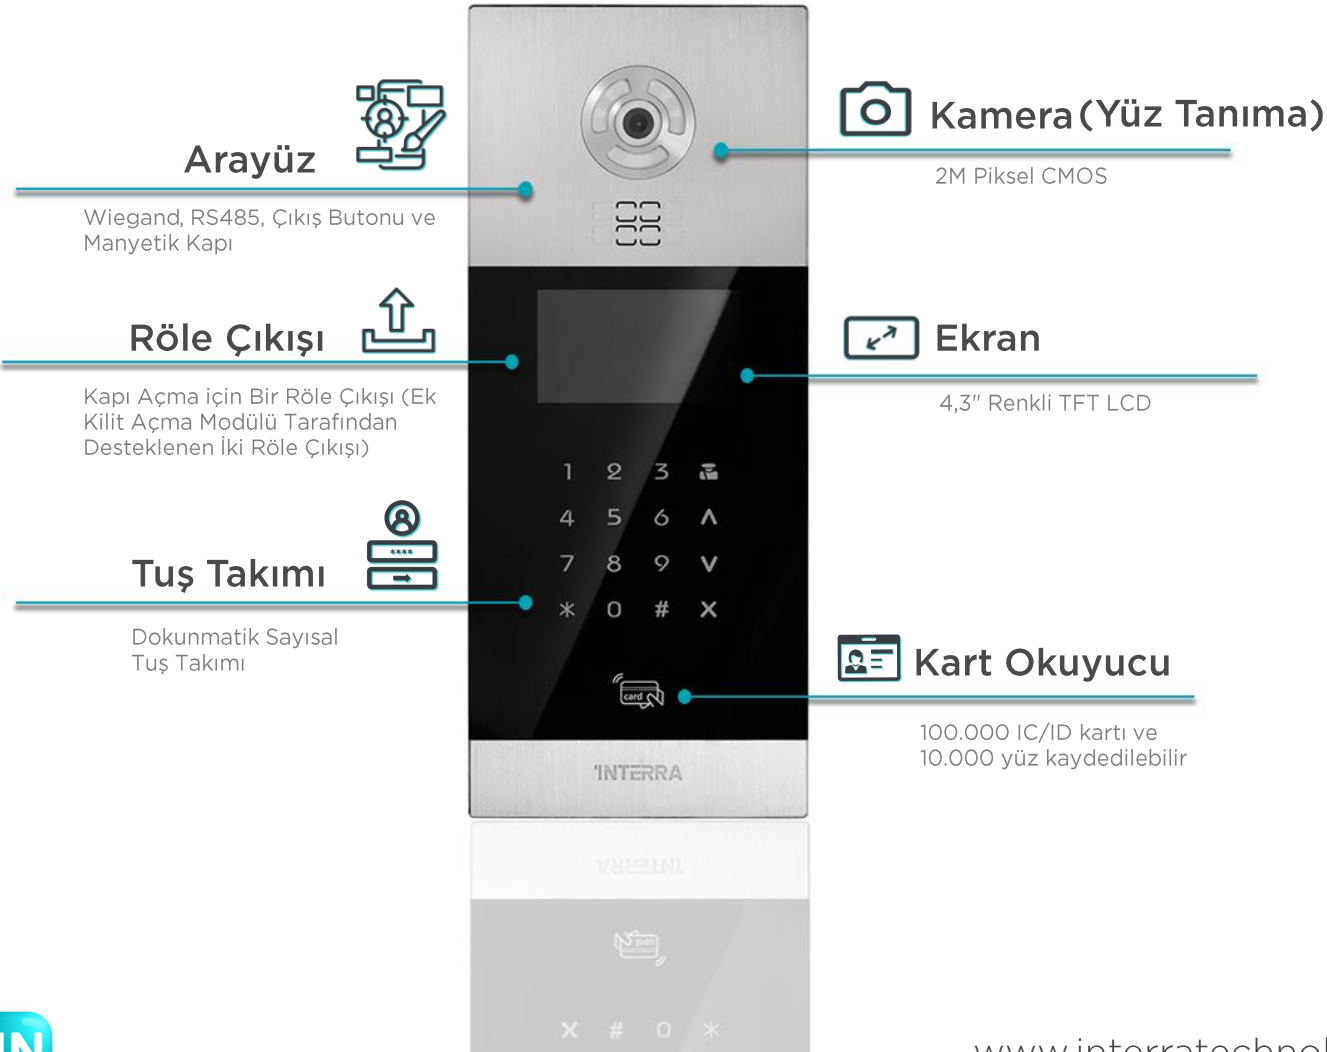 Arayüz
Wiegand, RS485, Çıkış Butonu ve
Manyetik Kapı
Röle Çıkışı
Kapı Açma için Bir Röle Çıkışı (Ek
Kilit Açma Modülü Tarafından
Desteklenen İki Röle Çıkışı)
Tuş Takımı
****
Dokunmatik Sayısal
Tuş Takımı
Kamera (Yüz Tanıma)
2M Piksel CMOS
Ekran
4,3" Renkli TFT LCD
Kart Okuyucu
100.000 IC/ID kartı ve
10.000 yüz kaydedilebilir
1 2 3
4 5 6
7 8 9
* 0 # X
card
INTERRA
X # 0 *
IN